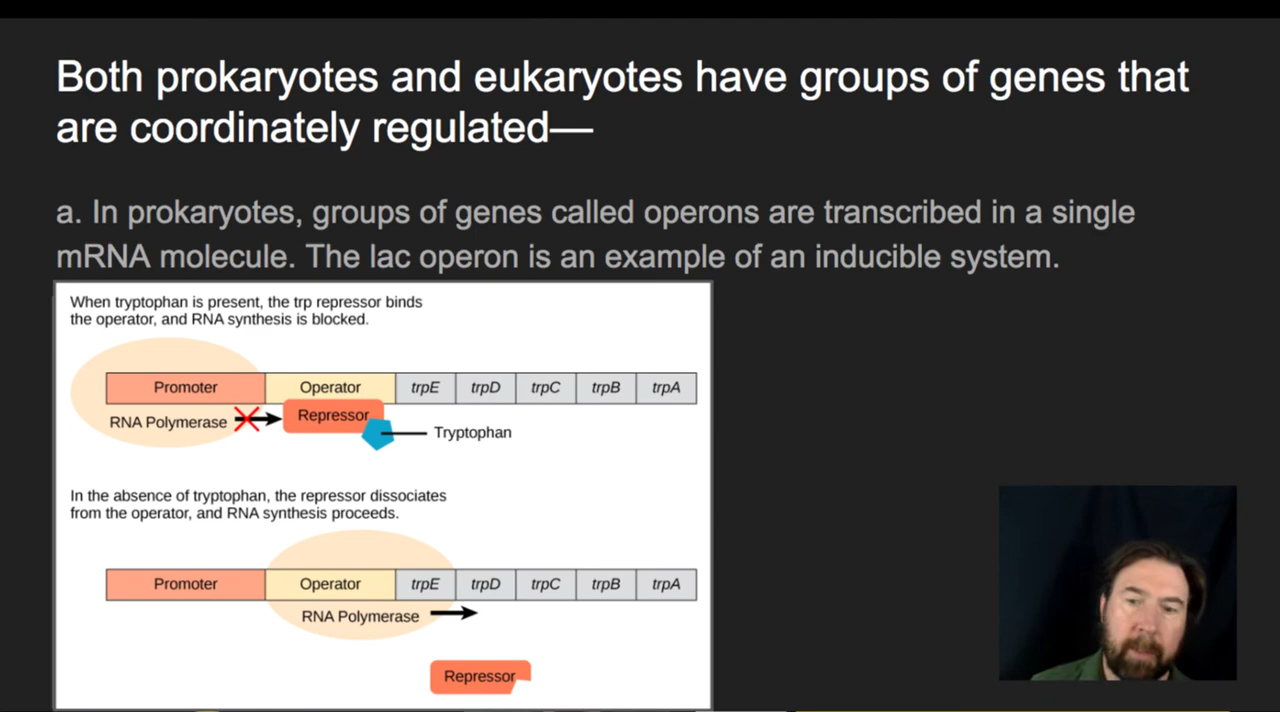 Both prokaryotes and eukaryotes have groups of genes that
are coordinately regulated—
a. In prokaryotes, groups of genes called operons are transcribed in a single
mRNA molecule. The lac operon is an example of an inducible system.
When tryptophan is present, the trp repressor binds
the operator, and RNA synthesis is blocked.
Promoter Operator trpE trpD trpC trpB trpA
RNA Polymerase Repressor
Tryptophan
In the absence of tryptophan, the repressor dissociates
from the operator, and RNA synthesis proceeds.
Promoter Operator trpE trpD trpC trpB trpA
RNA Polymerase
Repressor